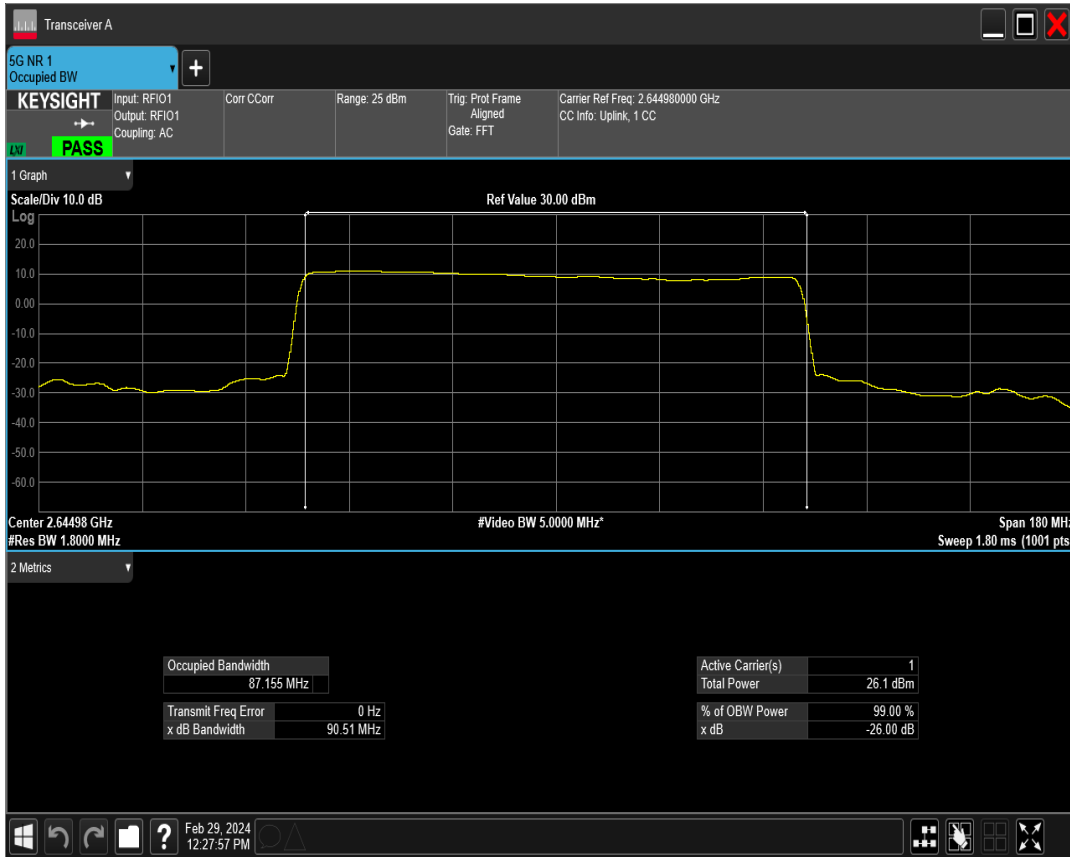 Transceiver A
5G NR 1
Occupied BW
KEYSIGHT
LXI
PASS
Input: RFIO1
Output: RFIO1
Coupling: AC
Corr CCorr
Range: 25 dBm
Trig: Prot Frame
Aligned
Gate: FFT
Carrier Ref Freq: 2.644980000 GHz
CC Info: Uplink, 1 CC
1 Graph
Scale/Div 10.0 dB
Ref Value 30.00 dBm
Log
20.0
10.0
0.00
-10.0
-20.0
-30.0
-40.0
-50.0
-60.0
Center 2.64498 GHz
#Video BW 5.0000 MHz*
Span 180 MHz
#Res BW 1.8000 MHz
Sweep 1.80 ms (1001 pts
2 Metrics
Occupied Bandwidth
87.155 MHz
Transmit Freq Error 0 Hz
x dB Bandwidth 90.51 MHz
Active Carrier(s) 1
Total Power 26.1 dBm
% of OBW Power 99.00 %
x dB -26.00 dB
?
Feb 29, 2024
12:27:57 PM